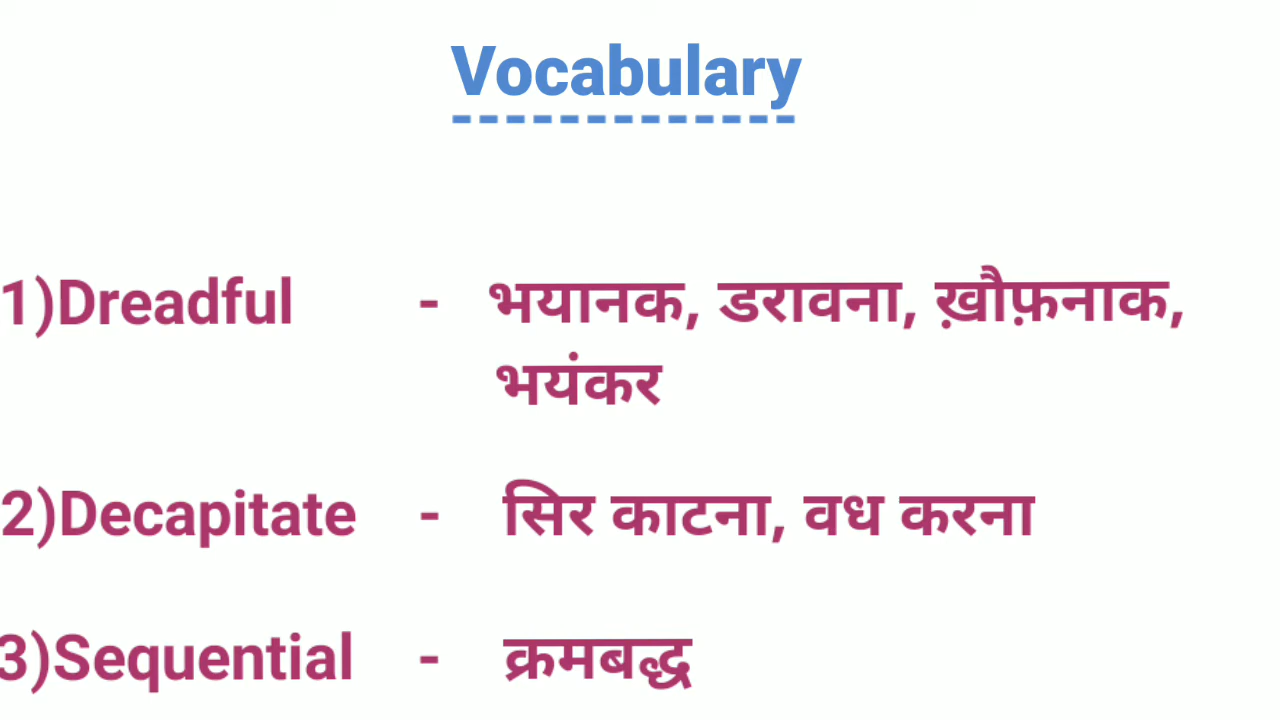 Vocabulary
1)Dreadful - भयानक, डरावना, ख़ौफ़नाक,
भयंकर
2)Decapitate - सिर काटना, वध करना
3)Sequential - क्रमबद्ध